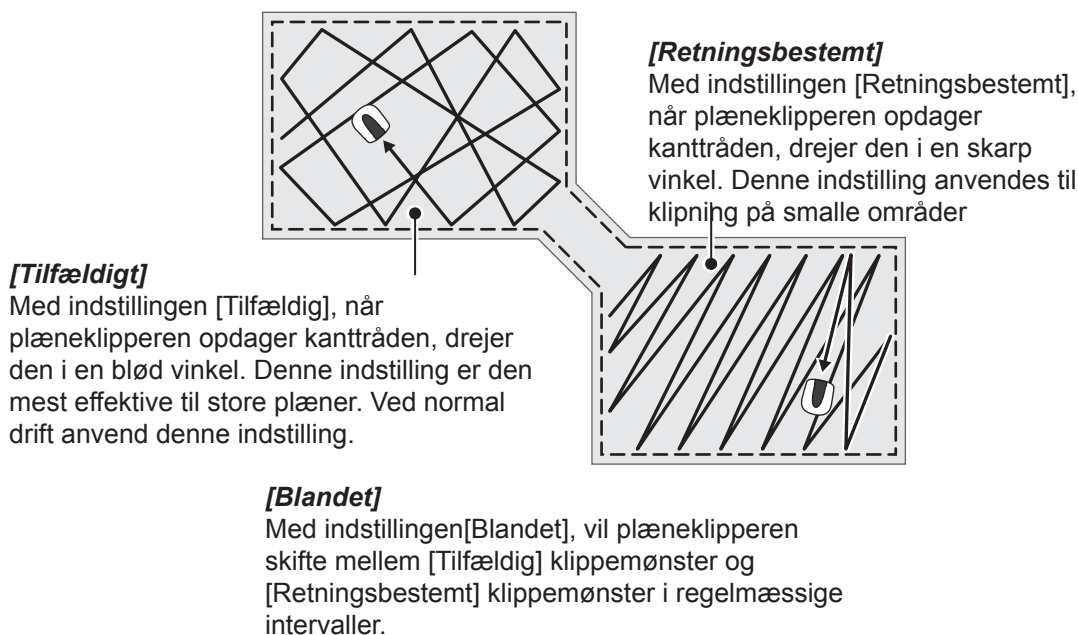 [Retningsbestemt]
Med indstillingen [Retningsbestemt],
når plæneklipperen opdager
kanttråden, drejer den i en skarp
vinkel. Denne indstilling anvendes til
klipning på smalle områder
[Tilfældigt]
Med indstillingen [Tilfældig], når
plæneklipperen opdager kanttråden, drejer
den i en blød vinkel. Denne indstilling er den
mest effektive til store plæner. Ved normal
drift anvend denne indstilling.
[Blandet]
Med indstillingen[Blandet], vil plæneklipperen
skifte mellem [Tilfældig] klippemønster og
[Retningsbestemt] klippemønster i regelmæssige
intervaller.